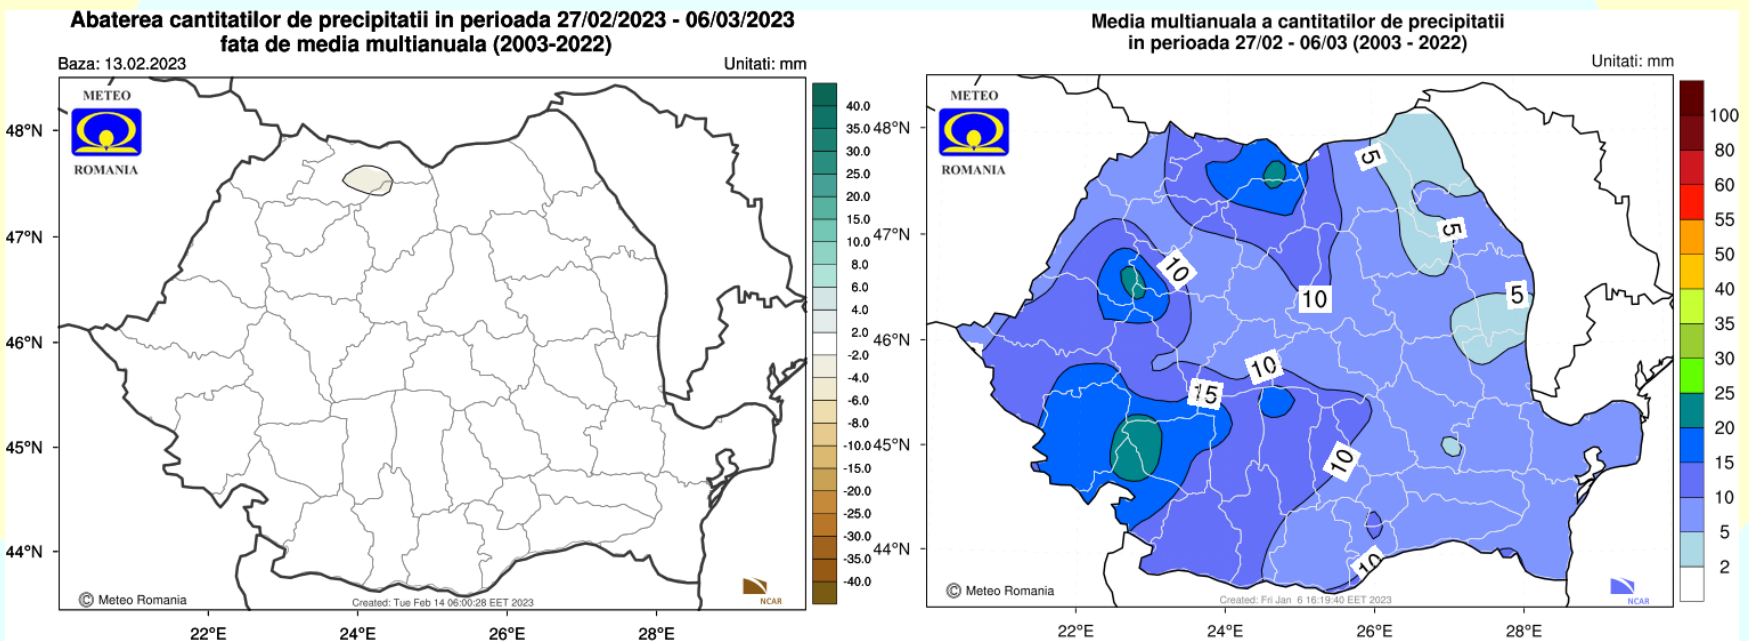 Abaterea cantitatilor de precipitatii in perioada 27/02/2023 - 06/03/2023
fata de media multianuala (2003-2022)
Baza: 13.02.2023
Unitati: mm
METEO
ROMANIA
48°N
47°N
46°N
45°N
44°N
22°E
24°E
26°E
28°E
40.0
35.0
30.0
25.0
20.0
15.0
10.0
8.0
6.0
4.0
2.0
-2.0
-4.0
-6.0
-8.0
-10.0
-15.0
-20.0
-25.0
-30.0
-35.0
-40.0
© Meteo Romania
Created: Tue Feb 14 06:00:28 EET 2023
NCAR
Media multianuala a cantitatilor de precipitatii
in perioada 27/02 - 06/03 (2003 - 2022)
Unitati: mm
METEO
ROMANIA
48°N
47°N
46°N
45°N
44°N
22°E
24°E
26°E
28°E
5
5
10
10
5
10
15
10
10
100
80
60
55
50
40
35
30
25
20
15
10
5
2
© Meteo Romania
Created: Fri Jan 6 16:19:40 EET 2023
NCAR